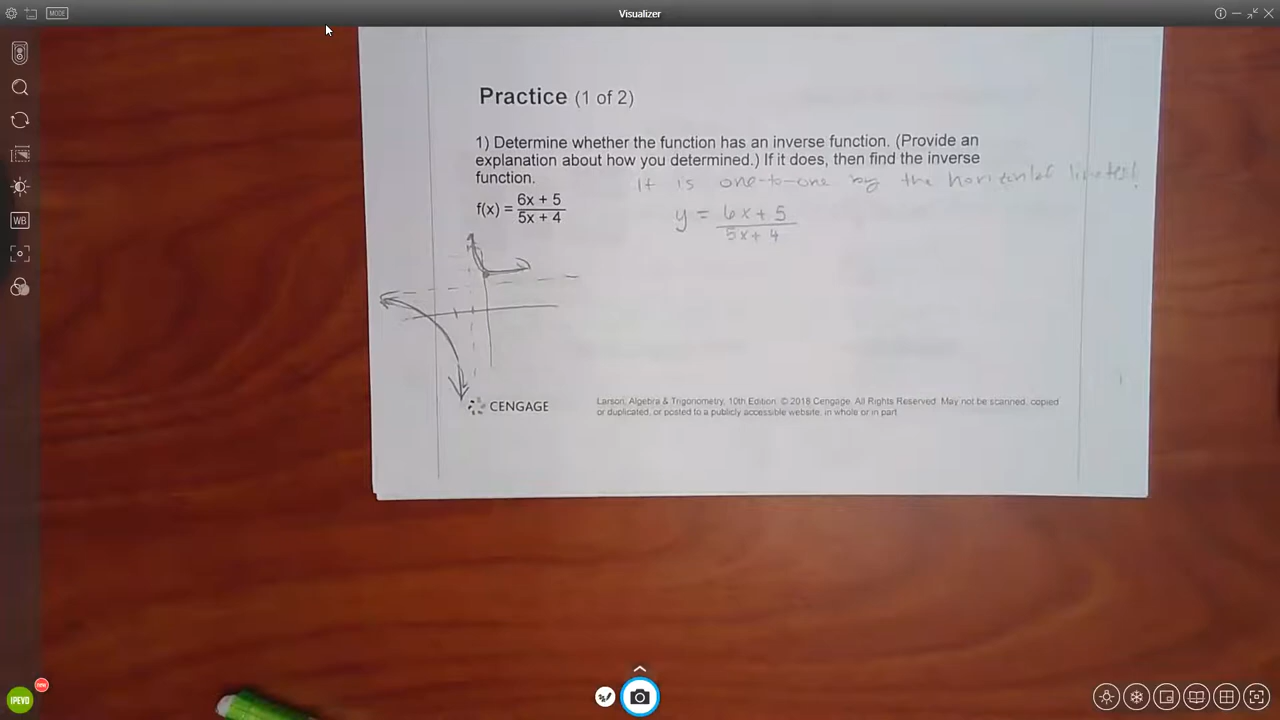 MODE
Visualizer
Practice (1 of 2)
1) Determine whether the function has an inverse function. (Provide an
explanation about how you determined.) If it does, then find the inverse
function.
It is one-to-one by the horizontal line test!
f(x) = 6x + 5
5x + 4
y = 6x + 5
5x + 4
CENGAGE
Larson, Algebra & Trigonometry, 10th Edition. © 2018 Cengage. All Rights Reserved. May not be scanned, copied
or duplicated, or posted to a publicly accessible website, in whole or in part.
WB
IPEVO
new